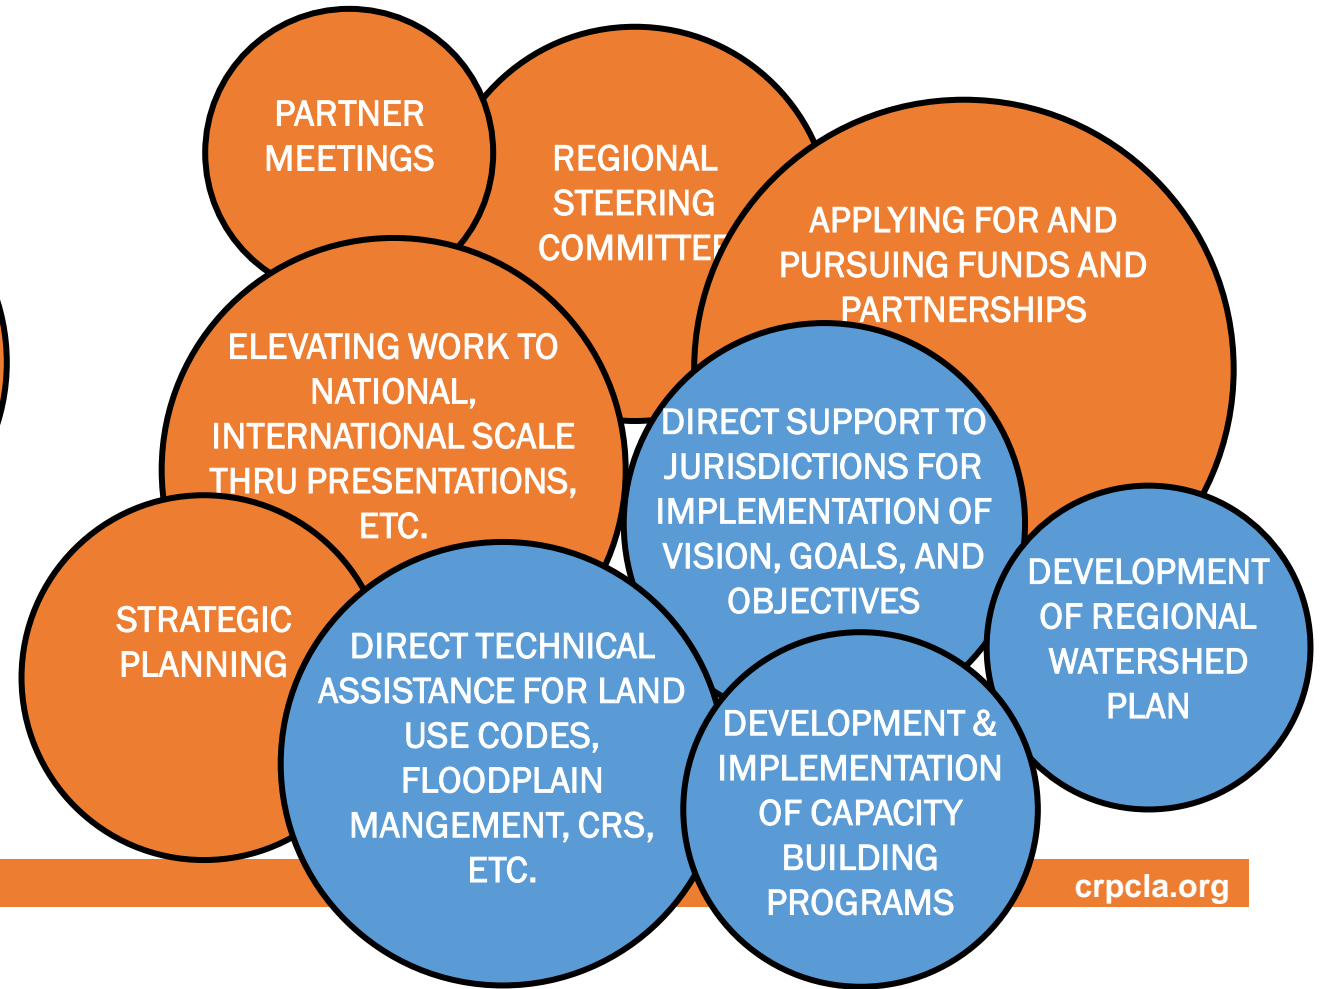 PARTNER
MEETINGS
REGIONAL
STEERING
COMMITTEE
APPLYING FOR AND
PURSUING FUNDS AND
PARTNERSHIPS
ELEVATING WORK TO
NATIONAL,
INTERNATIONAL SCALE
THRU PRESENTATIONS,
ETC.
DIRECT SUPPORT TO
JURISDICTIONS FOR
IMPLEMENTATION OF
VISION, GOALS, AND
OBJECTIVES
DEVELOPMENT
OF REGIONAL
WATERSHED
PLAN
STRATEGIC
PLANNING
DIRECT TECHNICAL
ASSISTANCE FOR LAND
USE CODES,
FLOODPLAIN
MANGEMENT, CRS,
ETC.
DEVELOPMENT &
IMPLEMENTATION
OF CAPACITY
BUILDING
PROGRAMS
crpcla.org